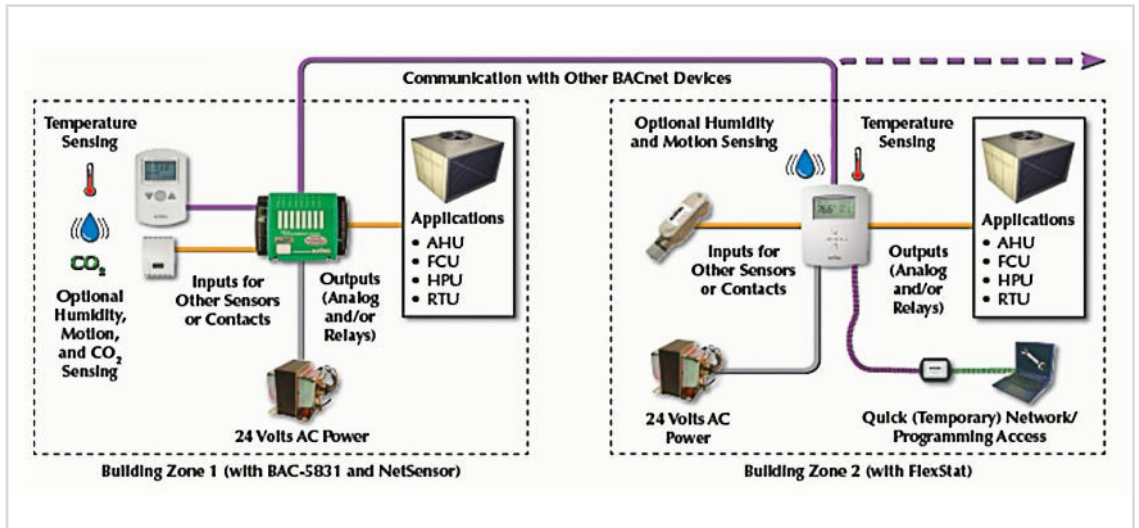 Communication with Other BACnet Devices
Temperature
Sensing
CO₂
Optional
Humidity,
Motion,
and CO₂
Sensing
Inputs for
Other Sensors
or Contacts
Outputs
(Analog
and/or
Relays)
Applications
• AHU
• FCU
• HPU
• RTU
24 Volts AC Power
Building Zone 1 (with BAC-5831 and NetSensor)
Optional Humidity
and Motion Sensing
Temperature
Sensing
Inputs for
Other Sensors
or Contacts
Outputs
(Analog
and/or
Relays)
Applications
• AHU
• FCU
• HPU
• RTU
24 Volts AC
Power
Quick (Temporary) Network/
Programming Access
Building Zone 2 (with FlexStat)